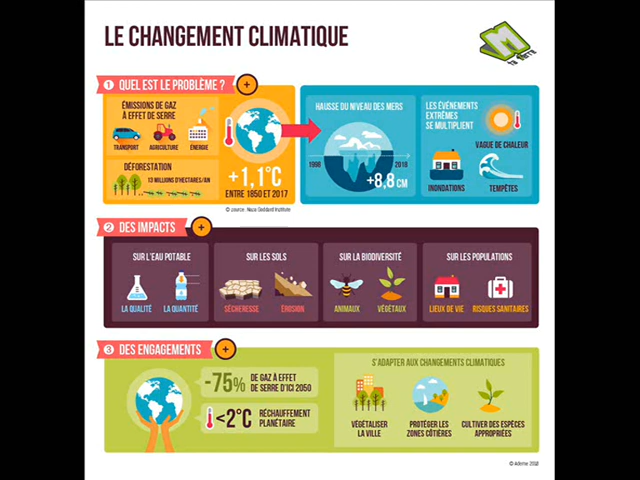 LE CHANGEMENT CLIMATIQUE
M
ta terre
1 QUEL EST LE PROBLÈME ? +
ÉMISSIONS DE GAZ
À EFFET DE SERRE
TRANSPORT AGRICULTURE ÉNERGIE
DÉFORESTATION
13 MILLIONS D'HECTARES/AN
+1,1°C
ENTRE 1850 ET 2017
HAUSSE DU NIVEAU DES MERS
1998 2018
+8,8 CM
LES ÉVÉNEMENTS
EXTRÊMES
SE MULTIPLIENT
VAGUE DE CHALEUR
INONDATIONS TEMPÊTES
© source : Nasa Goddard Institute
2 DES IMPACTS +
SUR L'EAU POTABLE
LA QUALITÉ LA QUANTITÉ
SUR LES SOLS
SÉCHERESSE ÉROSION
SUR LA BIODIVERSITÉ
ANIMAUX VÉGÉTAUX
SUR LES POPULATIONS
LIEUX DE VIE RISQUES SANITAIRES
3 DES ENGAGEMENTS +
-75% DE GAZ À EFFET
DE SERRE D'ICI 2050
<2°C RÉCHAUFFEMENT
PLANÉTAIRE
S'ADAPTER AUX CHANGEMENTS CLIMATIQUES
VÉGÉTALISER
LA VILLE
PROTÉGER LES
ZONES CÔTIÈRES
CULTIVER DES ESPÈCES
APPROPRIÉES
© Ademe 2018